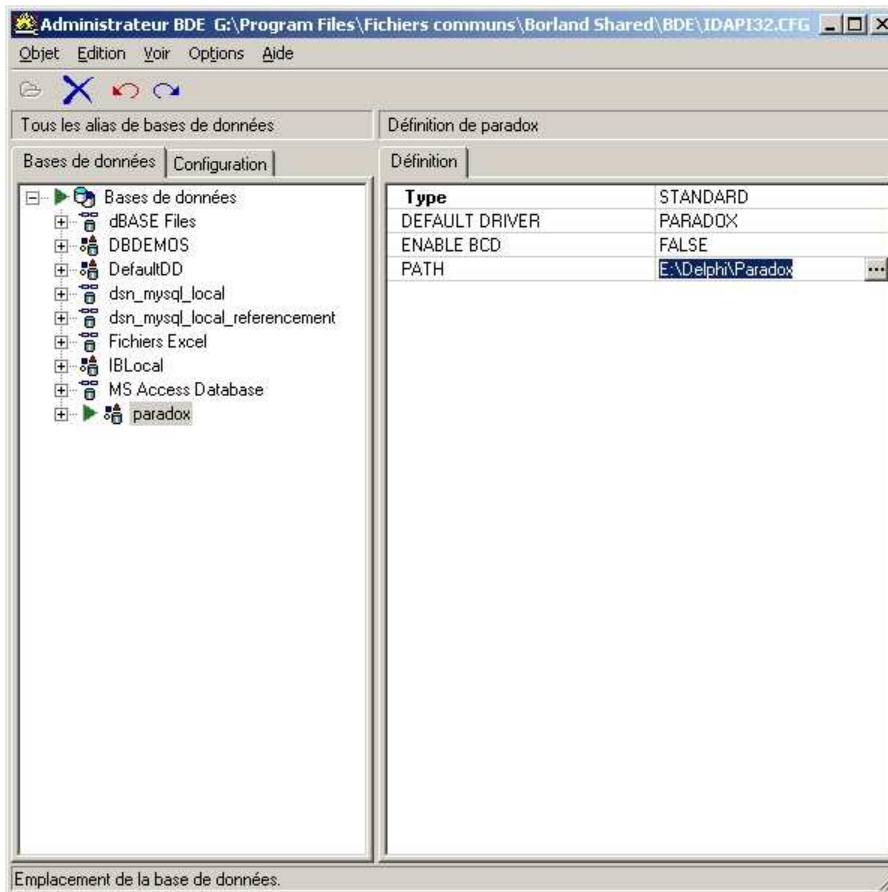 Administrateur BDE G:\Program Files\Fichiers communs\Borland Shared\BDE\IDAPI32.CFG
Objet Edition Voir Options Aide
Tous les alias de bases de données
Définition de paradox
Bases de données Configuration
Définition
Bases de données
dBASE Files
DBDEMOS
DefaultDD
dsn_mysql_local
dsn_mysql_local_referencement
Fichiers Excel
IBLocal
MS Access Database
paradox
Type STANDARD
DEFAULT DRIVER PARADOX
ENABLE BCD FALSE
PATH E:\Delphi\Paradox ...
Emplacement de la base de données.